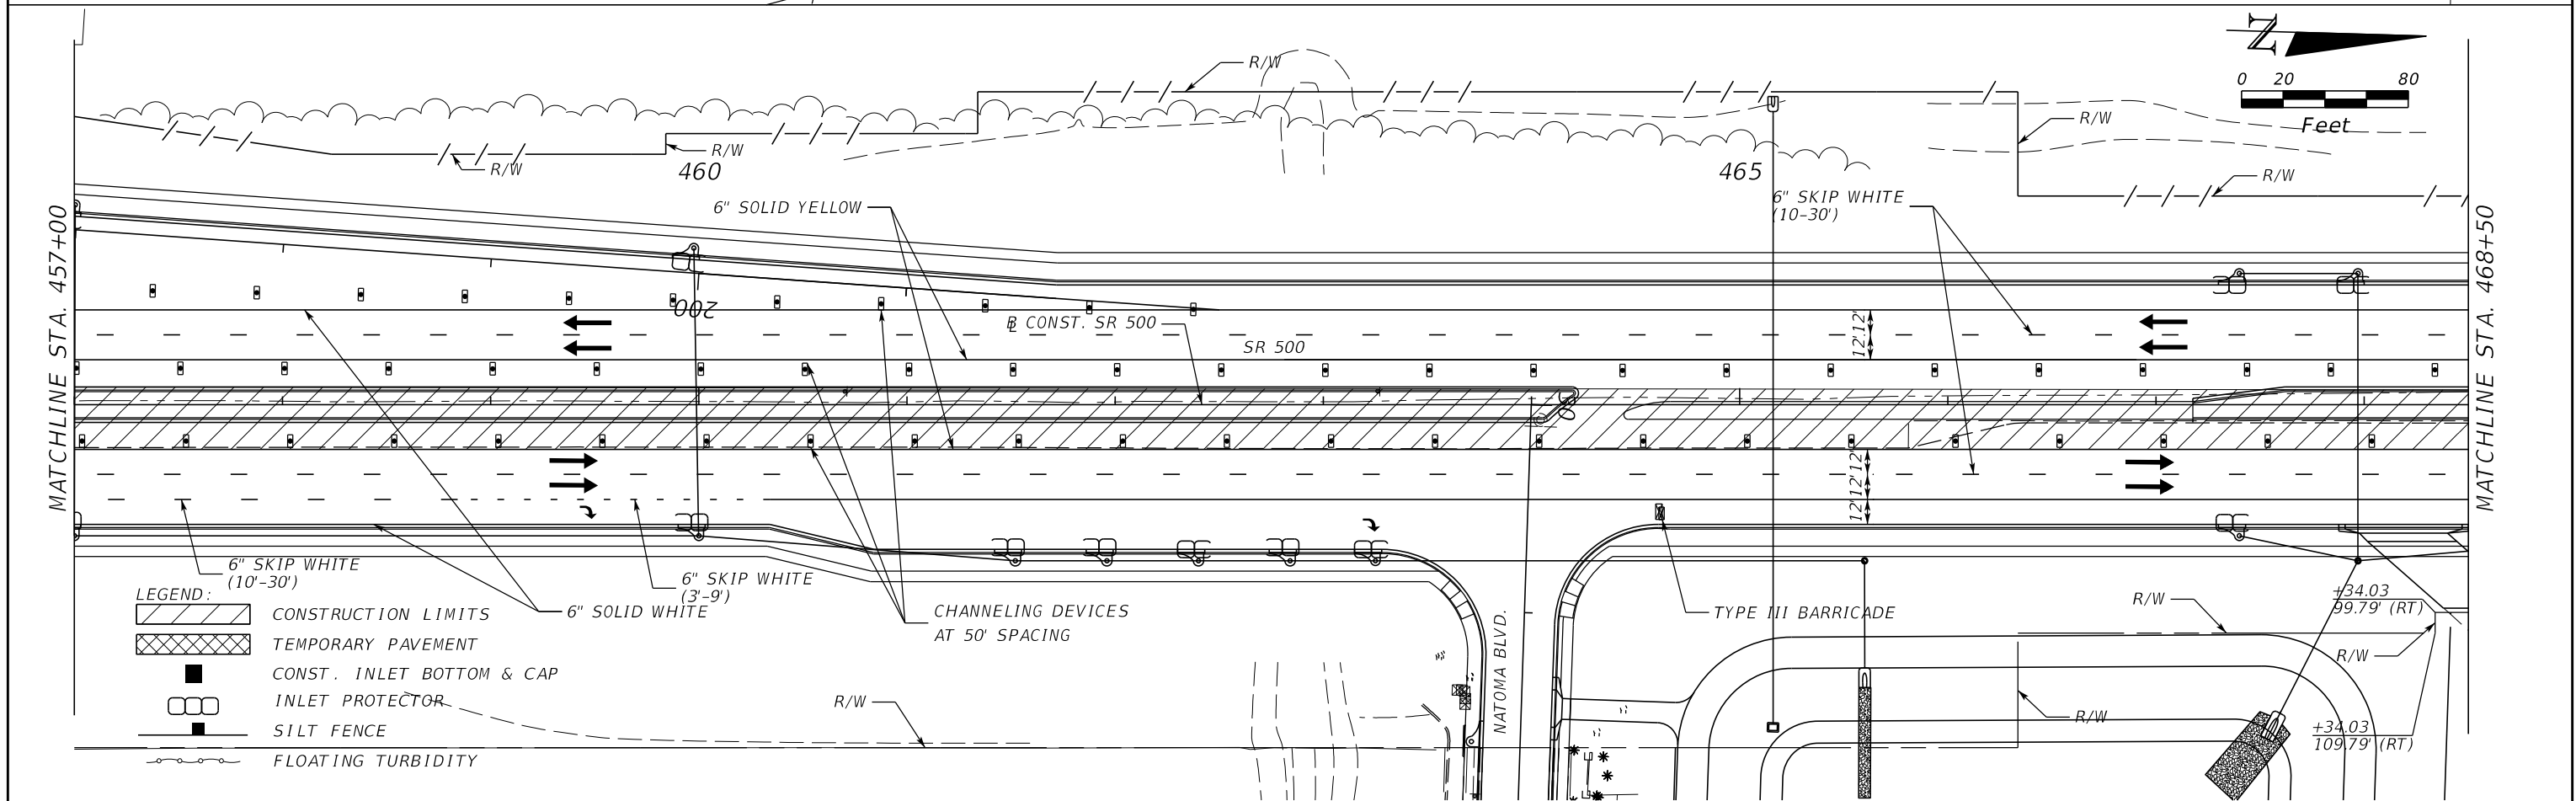 R/W
N
0 20 80
Feet
R/W
R/W
R/W
R/W
460
465
6" SOLID YELLOW
6" SKIP WHITE
(10-30')
MATCHLINE STA. 457+00
MATCHLINE STA. 468+50
200
B CONST. SR 500
SR 500
12' 12'
12' 12' 12'
6" SKIP WHITE
(10'-30')
6" SKIP WHITE
(3'-9')
6" SOLID WHITE
CHANNELING DEVICES
AT 50' SPACING
TYPE III BARRICADE
NATOMA BLVD.
R/W
+34.03
99.79' (RT)
R/W
R/W
R/W
+34.03
109.79' (RT)
LEGEND:
CONSTRUCTION LIMITS
TEMPORARY PAVEMENT
CONST. INLET BOTTOM & CAP
INLET PROTECTOR
SILT FENCE
FLOATING TURBIDITY